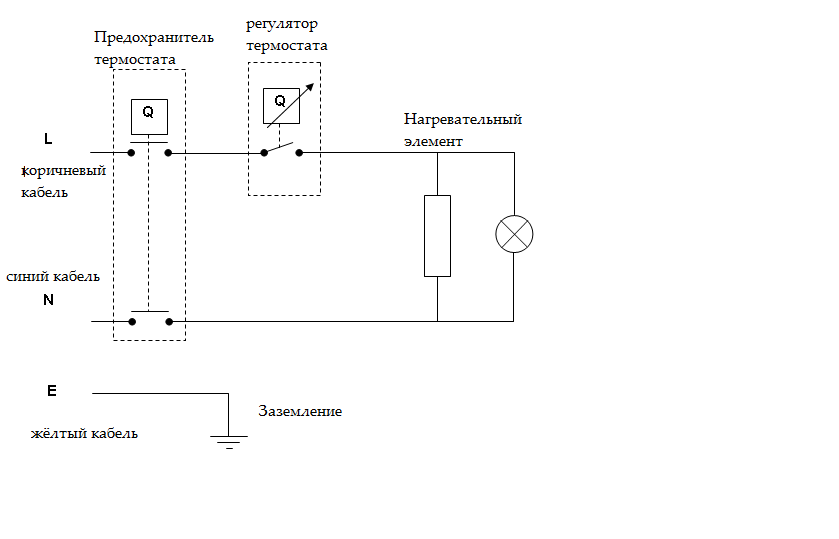 Предохранитель
термостата
регулятор
термостата
Q
Q
Нагревательный
элемент
L
коричневый
кабель
синий кабель
N
E
Заземление
жёлтый кабель